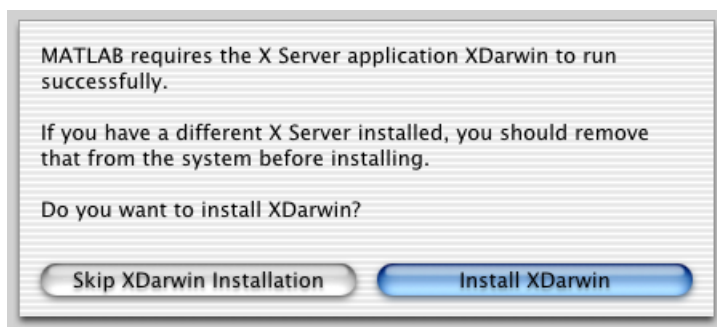 MATLAB requires the X Server application XDarwin to run
successfully.
If you have a different X Server installed, you should remove
that from the system before installing.
Do you want to install XDarwin?
Skip XDarwin Installation
Install XDarwin